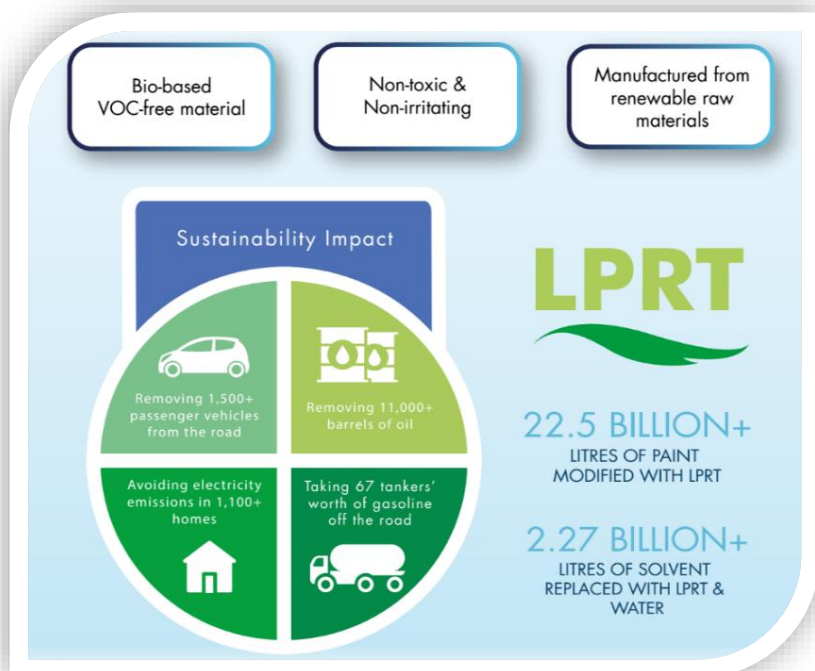 Bio-based
VOC-free material
Non-toxic &
Non-irritating
Manufactured from
renewable raw
materials
Sustainability Impact
Removing 1,500+
passenger vehicles
from the road
Removing 11,000+
barrels of oil
Avoiding electricity
emissions in 1,100+
homes
Taking 67 tankers’
worth of gasoline
off the road
LPRT
22.5 BILLION+
LITRES OF PAINT
MODIFIED WITH LPRT
2.27 BILLION+
LITRES OF SOLVENT
REPLACED WITH LPRT &
WATER